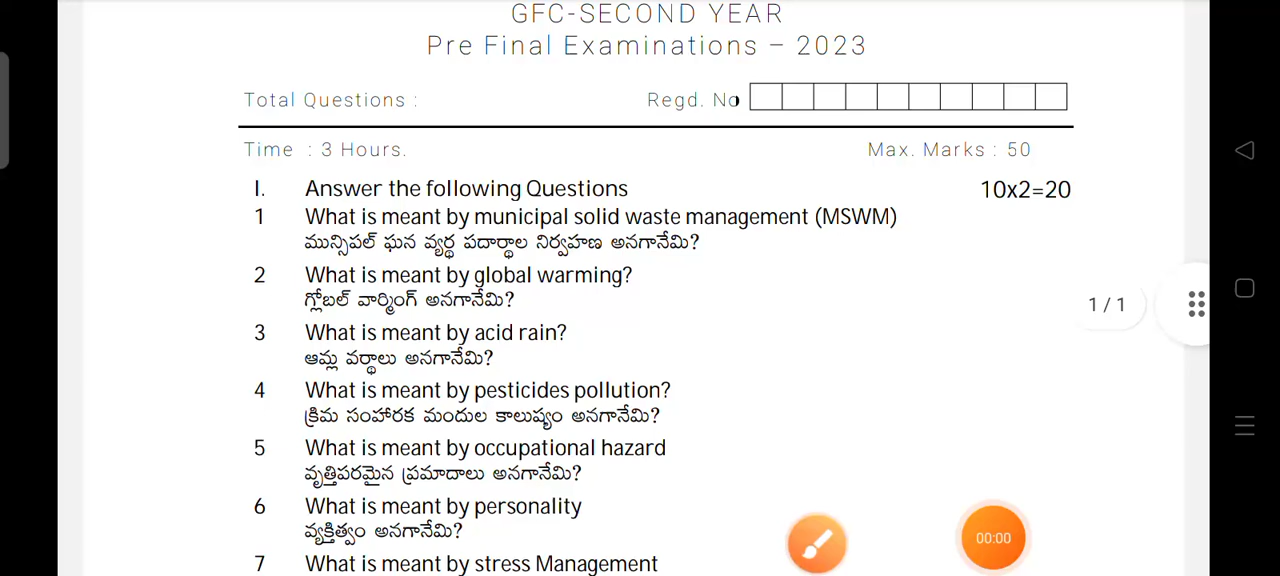 GFC-SECOND YEAR
Pre Final Examinations – 2023
Total Questions :
Regd. No
Time : 3 Hours.
Max. Marks : 50
I. Answer the following Questions 10x2=20
1 What is meant by municipal solid waste management (MSWM)
మున్సిపల్ ఘన వ్యర్థ పదార్థాల నిర్వహణ అనగానేమి?
2 What is meant by global warming?
గ్లోబల్ వార్మింగ్ అనగానేమి?
3 What is meant by acid rain?
ఆమ్ల వర్థాలు అనగానేమి?
1 / 1
4 What is meant by pesticides pollution?
క్రిమ సంహారక మందుల కాలుష్యం అనగానేమి?
5 What is meant by occupational hazard
వృత్తిపరమైన ప్రమాదాలు అనగానేమి?
6 What is meant by personality
వ్యక్తిత్వం అనగానేమి?
00:00
7 What is meant by stress Management